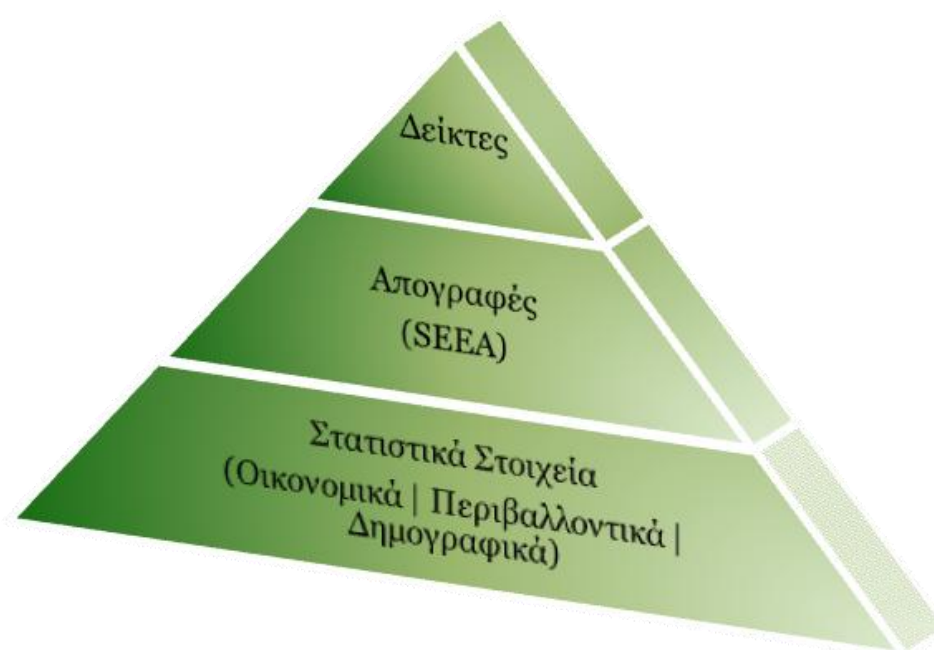 Δείκτες
Απογραφές
(SEEA)
Στατιστικά Στοιχεία
(Οικονομικά | Περιβαλλοντικά |
Δημογραφικά)